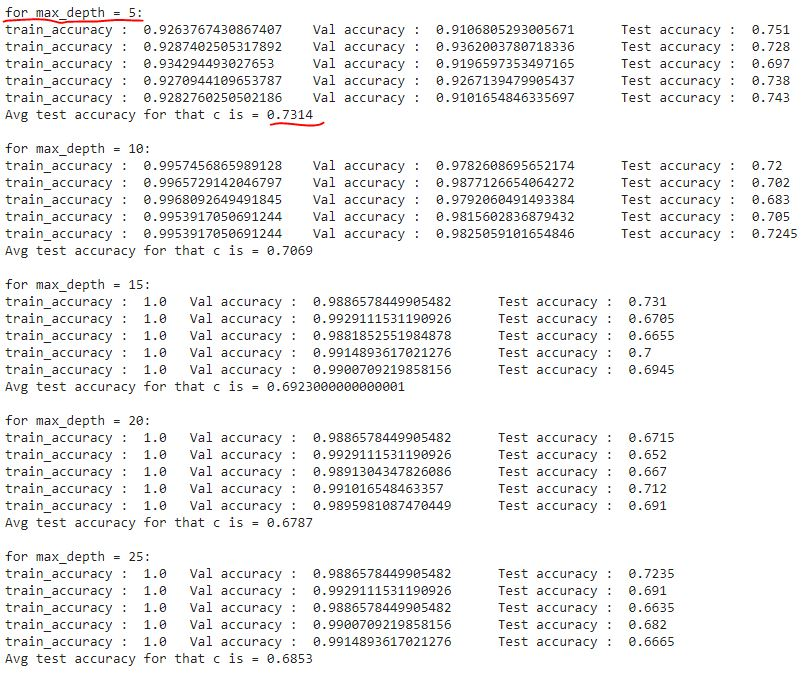 for max_depth = 5:
train_accuracy :  0.9263767430867407    Val accuracy :  0.9106805293005671      Test accuracy :  0.751
train_accuracy :  0.9287402505317892    Val accuracy :  0.9362003780718336      Test accuracy :  0.728
train_accuracy :  0.934294493027653     Val accuracy :  0.9196597353497165      Test accuracy :  0.697
train_accuracy :  0.9270944109653787    Val accuracy :  0.9267139479905437      Test accuracy :  0.738
train_accuracy :  0.9282760250502186    Val accuracy :  0.9101654846335697      Test accuracy :  0.743
Avg test accuracy for that c is = 0.7314
for max_depth = 10:
train_accuracy :  0.9957456865989128    Val accuracy :  0.9782608695652174      Test accuracy :  0.72
train_accuracy :  0.9965729142046797    Val accuracy :  0.9877126654064272      Test accuracy :  0.702
train_accuracy :  0.9968092649491845    Val accuracy :  0.9792060491493384      Test accuracy :  0.683
train_accuracy :  0.9953917050691244    Val accuracy :  0.9815602836879432      Test accuracy :  0.705
train_accuracy :  0.9953917050691244    Val accuracy :  0.9825059101654846      Test accuracy :  0.7245
Avg test accuracy for that c is = 0.7069
for max_depth = 15:
train_accuracy :  1.0   Val accuracy :  0.9886578449905482      Test accuracy :  0.731
train_accuracy :  1.0   Val accuracy :  0.9929111531190926      Test accuracy :  0.6705
train_accuracy :  1.0   Val accuracy :  0.9881852551984878      Test accuracy :  0.6655
train_accuracy :  1.0   Val accuracy :  0.9914893617021276      Test accuracy :  0.7
train_accuracy :  1.0   Val accuracy :  0.9900709219858156      Test accuracy :  0.6945
Avg test accuracy for that c is = 0.6923000000000001
for max_depth = 20:
train_accuracy :  1.0   Val accuracy :  0.9886578449905482      Test accuracy :  0.6715
train_accuracy :  1.0   Val accuracy :  0.9929111531190926      Test accuracy :  0.652
train_accuracy :  1.0   Val accuracy :  0.9891304347826086      Test accuracy :  0.667
train_accuracy :  1.0   Val accuracy :  0.991016548463357       Test accuracy :  0.712
train_accuracy :  1.0   Val accuracy :  0.9895981087470449      Test accuracy :  0.691
Avg test accuracy for that c is = 0.6787
for max_depth = 25:
train_accuracy :  1.0   Val accuracy :  0.9886578449905482      Test accuracy :  0.7235
train_accuracy :  1.0   Val accuracy :  0.9929111531190926      Test accuracy :  0.691
train_accuracy :  1.0   Val accuracy :  0.9886578449905482      Test accuracy :  0.6635
train_accuracy :  1.0   Val accuracy :  0.9900709219858156      Test accuracy :  0.682
train_accuracy :  1.0   Val accuracy :  0.9914893617021276      Test accuracy :  0.6665
Avg test accuracy for that c is = 0.6853